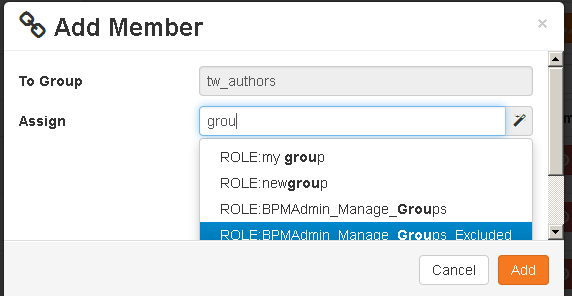 Add Member
×
To Group
tw_authors
Assign
grou
ROLE:my group
ROLE:newgroup
ROLE:BPMAdmin_Manage_Groups
ROLE:BPMAdmin_Manage_Groups_Excluded
Cancel
Add